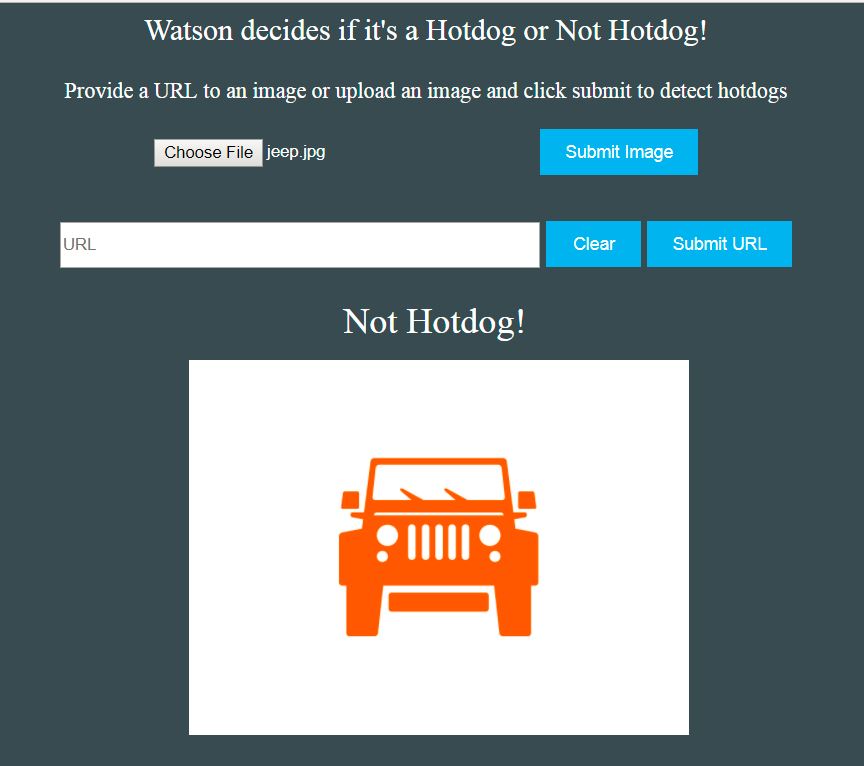 Watson decides if it's a Hotdog or Not Hotdog!
Provide a URL to an image or upload an image and click submit to detect hotdogs
Choose File jeep.jpg Submit Image
URL Clear Submit URL
Not Hotdog!